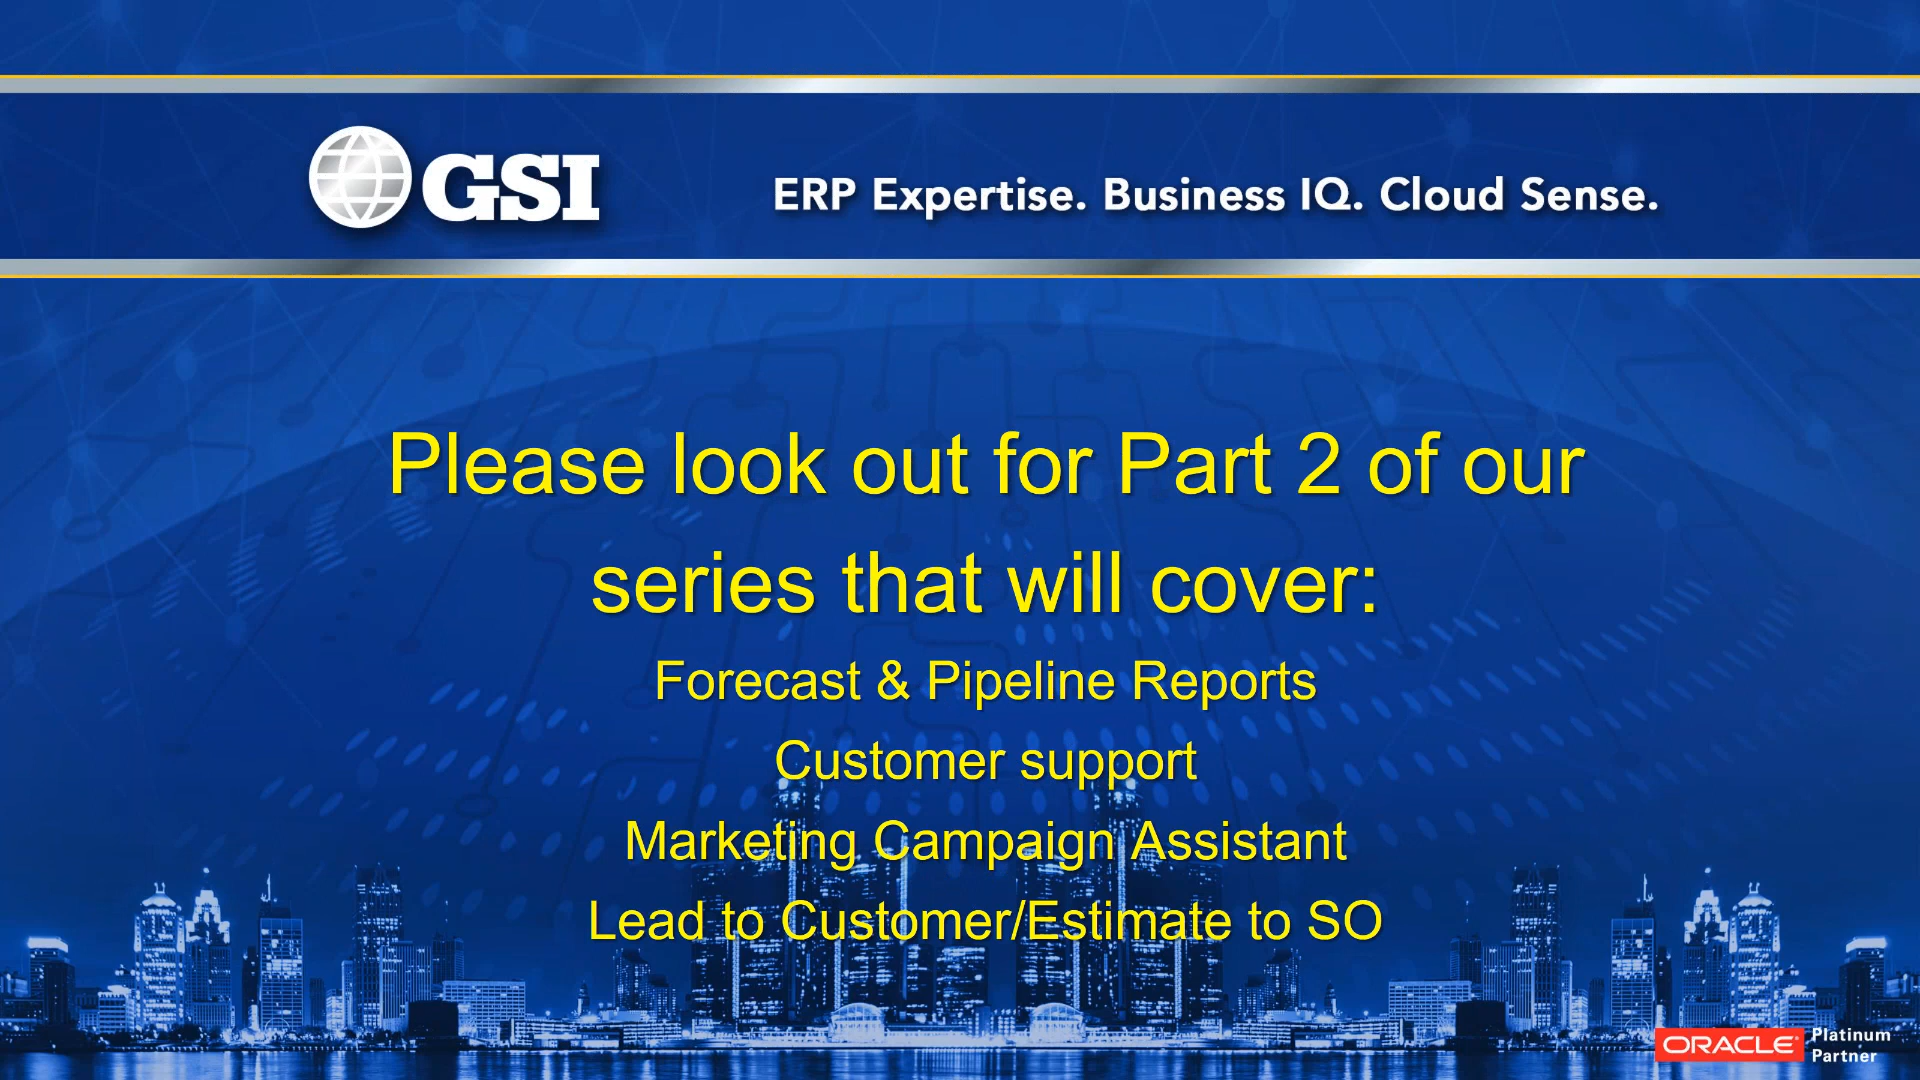 GSI
ERP Expertise. Business IQ. Cloud Sense.
Please look out for Part 2 of our
series that will cover:
Forecast & Pipeline Reports
Customer support
Marketing Campaign Assistant
Lead to Customer/Estimate to SO
ORACLE
Platinum
Partner